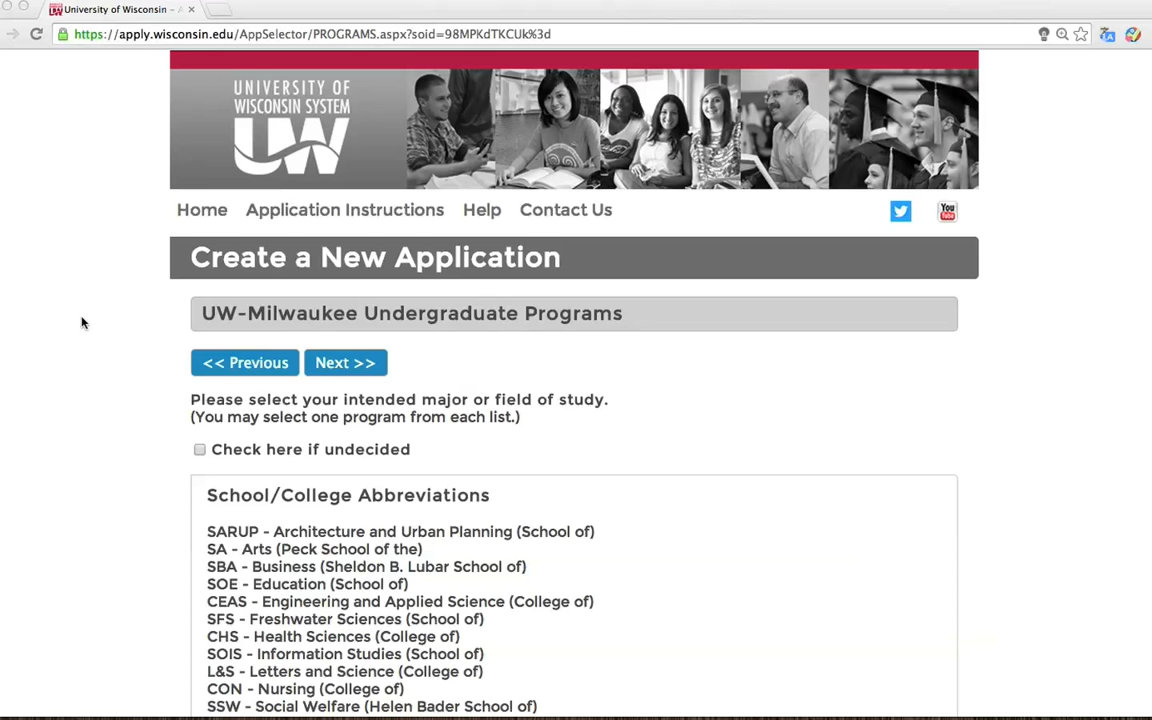 University of Wisconsin –
https://apply.wisconsin.edu/AppSelector/PROGRAMS.aspx?soid=98MPKdTKCUk%3d
UNIVERSITY OF
WISCONSIN SYSTEM
UW
Home Application Instructions Help Contact Us You Tube
Create a New Application
UW-Milwaukee Undergraduate Programs
<< Previous Next >>
Please select your intended major or field of study.
(You may select one program from each list.)
Check here if undecided
School/College Abbreviations
SARUP - Architecture and Urban Planning (School of)
SA - Arts (Peck School of the)
SBA - Business (Sheldon B. Lubar School of)
SOE - Education (School of)
CEAS - Engineering and Applied Science (College of)
SFS - Freshwater Sciences (School of)
CHS - Health Sciences (College of)
SOIS - Information Studies (School of)
L&S - Letters and Science (College of)
CON - Nursing (College of)
SSW - Social Welfare (Helen Bader School of)